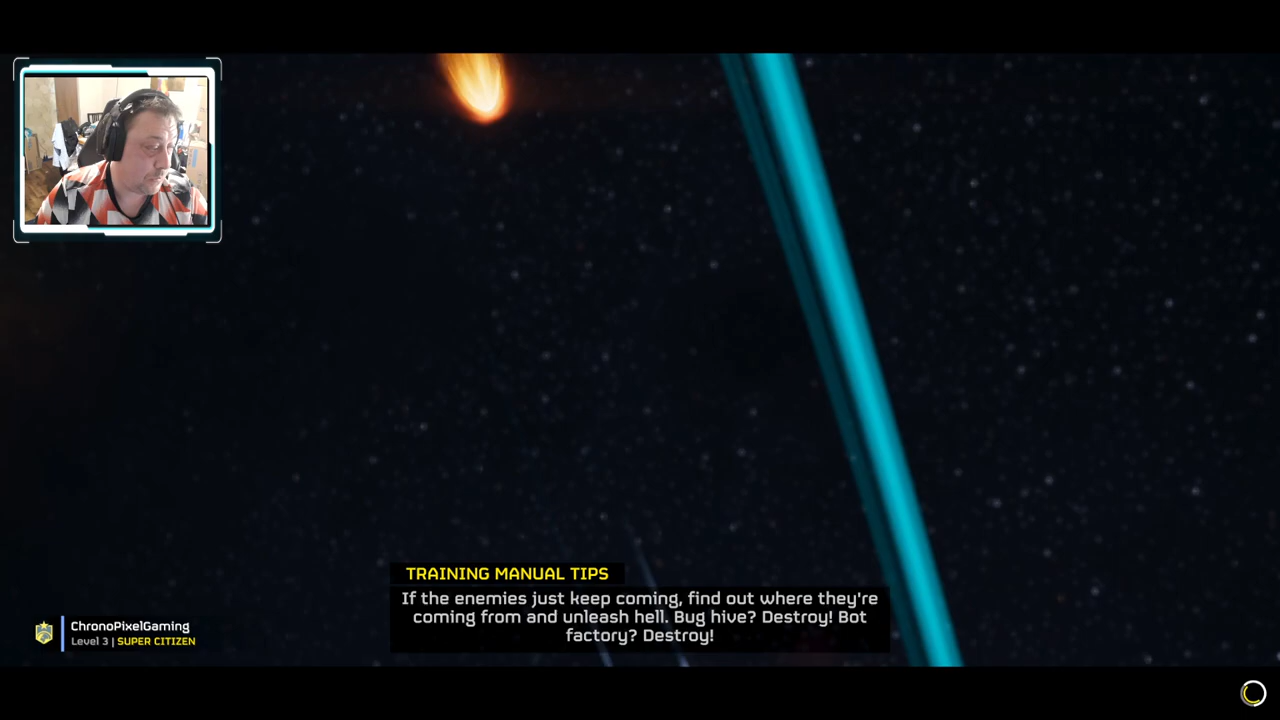 TRAINING MANUAL TIPS
If the enemies just keep coming, find out where they're
coming from and unleash hell. Bug hive? Destroy! Bot
factory? Destroy!
ChronoPixelGaming
Level 3 | SUPER CITIZEN